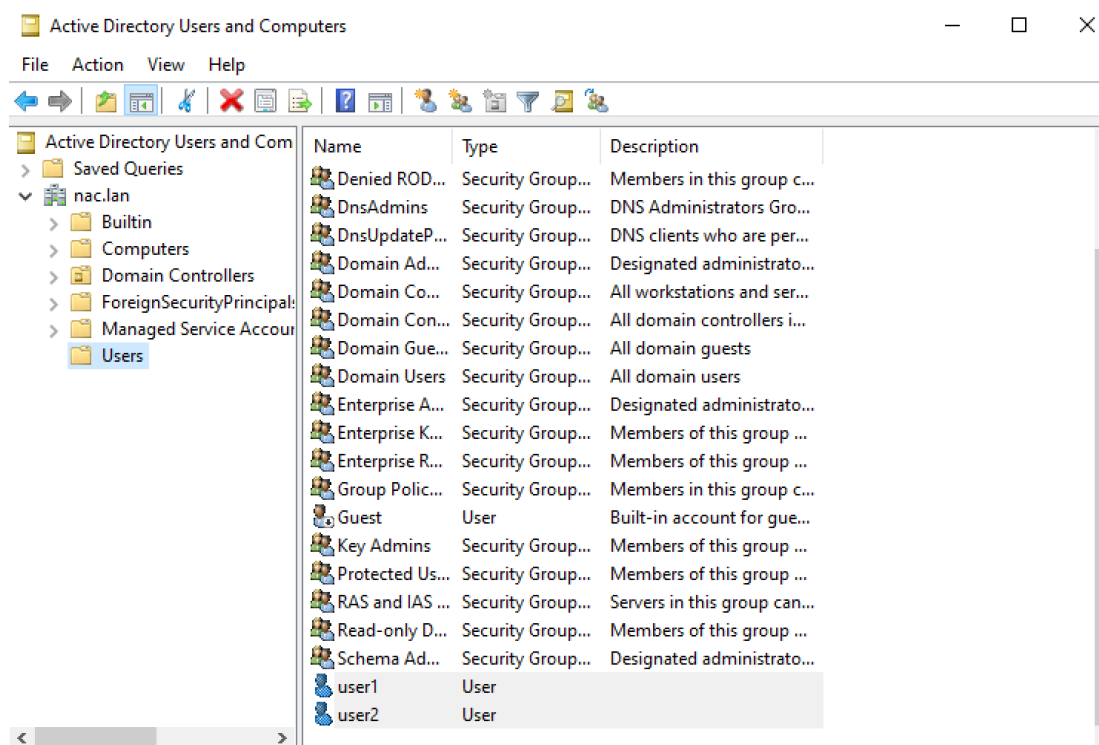 Active Directory Users and Computers
File Action View Help
Active Directory Users and Com
Saved Queries
nac.lan
Builtin
Computers
Domain Controllers
ForeignSecurityPrincipals
Managed Service Accour
Users
Name Type Description
Denied ROD... Security Group... Members in this group c...
DnsAdmins Security Group... DNS Administrators Gro...
DnsUpdateP... Security Group... DNS clients who are per...
Domain Ad... Security Group... Designated administrato...
Domain Co... Security Group... All workstations and ser...
Domain Con... Security Group... All domain controllers i...
Domain Gue... Security Group... All domain guests
Domain Users Security Group... All domain users
Enterprise A... Security Group... Designated administrato...
Enterprise K... Security Group... Members of this group ...
Enterprise R... Security Group... Members of this group ...
Group Polic... Security Group... Members in this group c...
Guest User Built-in account for gue...
Key Admins Security Group... Members of this group ...
Protected Us... Security Group... Members of this group ...
RAS and IAS ... Security Group... Servers in this group can...
Read-only D... Security Group... Members of this group ...
Schema Ad... Security Group... Designated administrato...
user1 User
user2 User